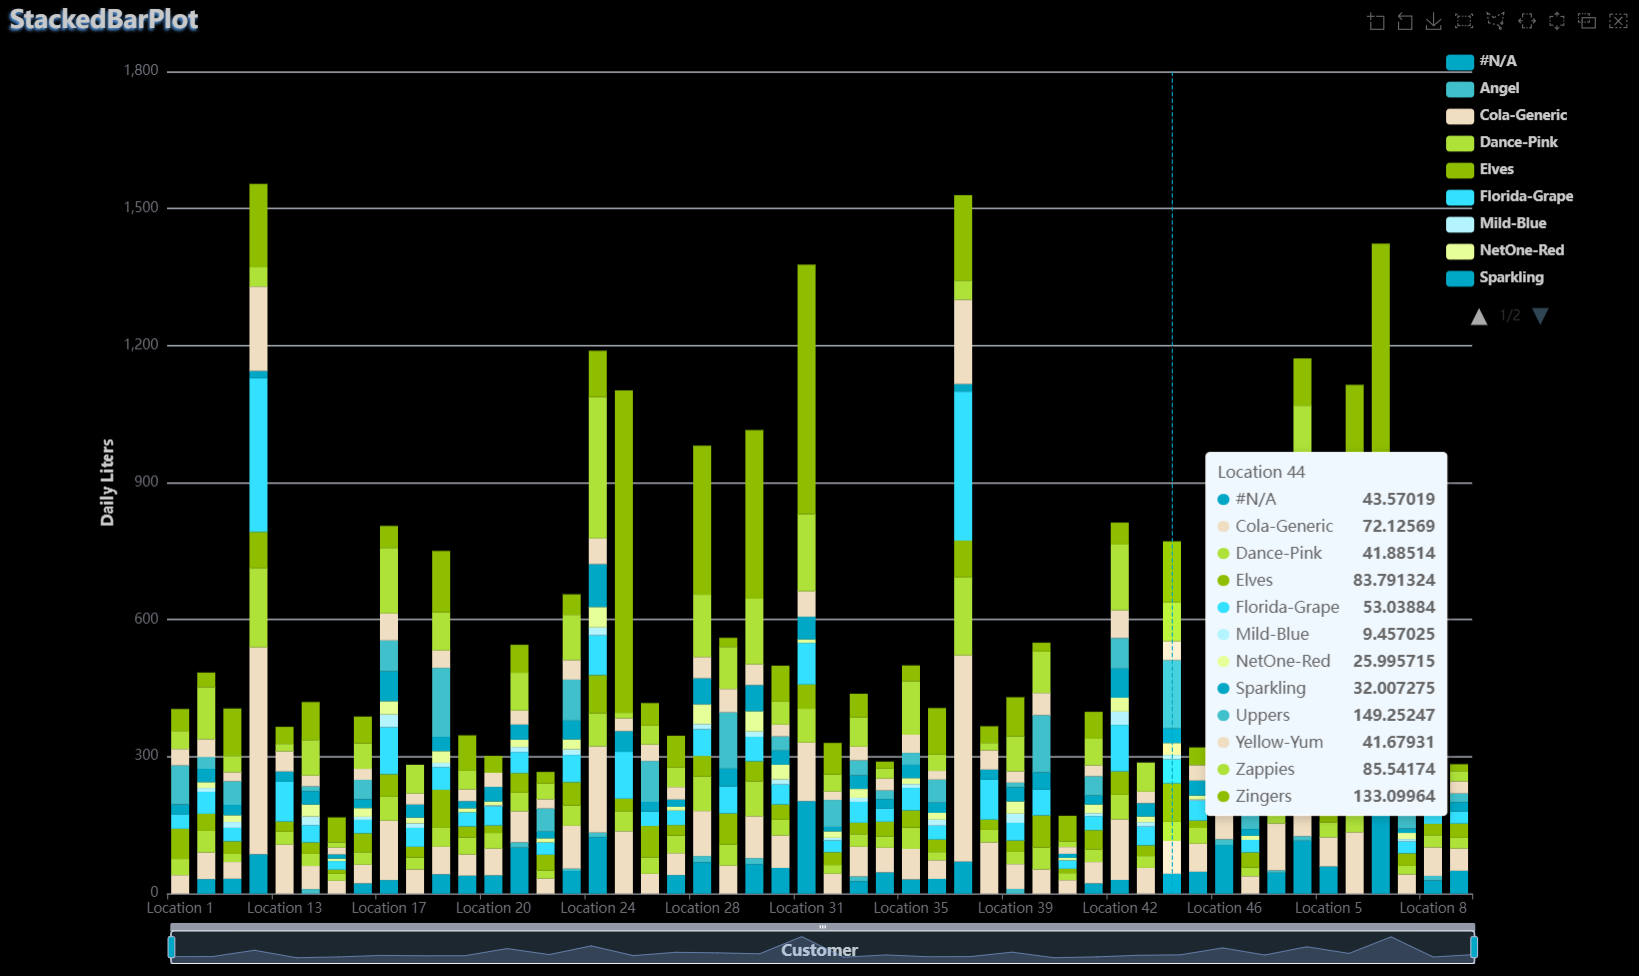 StackedBarPlot
#N/A
Angel
Cola-Generic
Dance-Pink
Elves
Florida-Grape
Mild-Blue
NetOne-Red
Sparkling
1/2
1,800
1,500
1,200
900
600
300
0
Daily Liters
Location 44
#N/A 43.57019
Cola-Generic 72.12569
Dance-Pink 41.88514
Elves 83.791324
Florida-Grape 53.03884
Mild-Blue 9.457025
NetOne-Red 25.995715
Sparkling 32.007275
Uppers 149.25247
Yellow-Yum 41.67931
Zappies 85.54174
Zingers 133.09964
Location 1 Location 13 Location 17 Location 20 Location 24 Location 28 Location 31 Location 35 Location 39 Location 42 Location 46 Location 5 Location 8
Customer